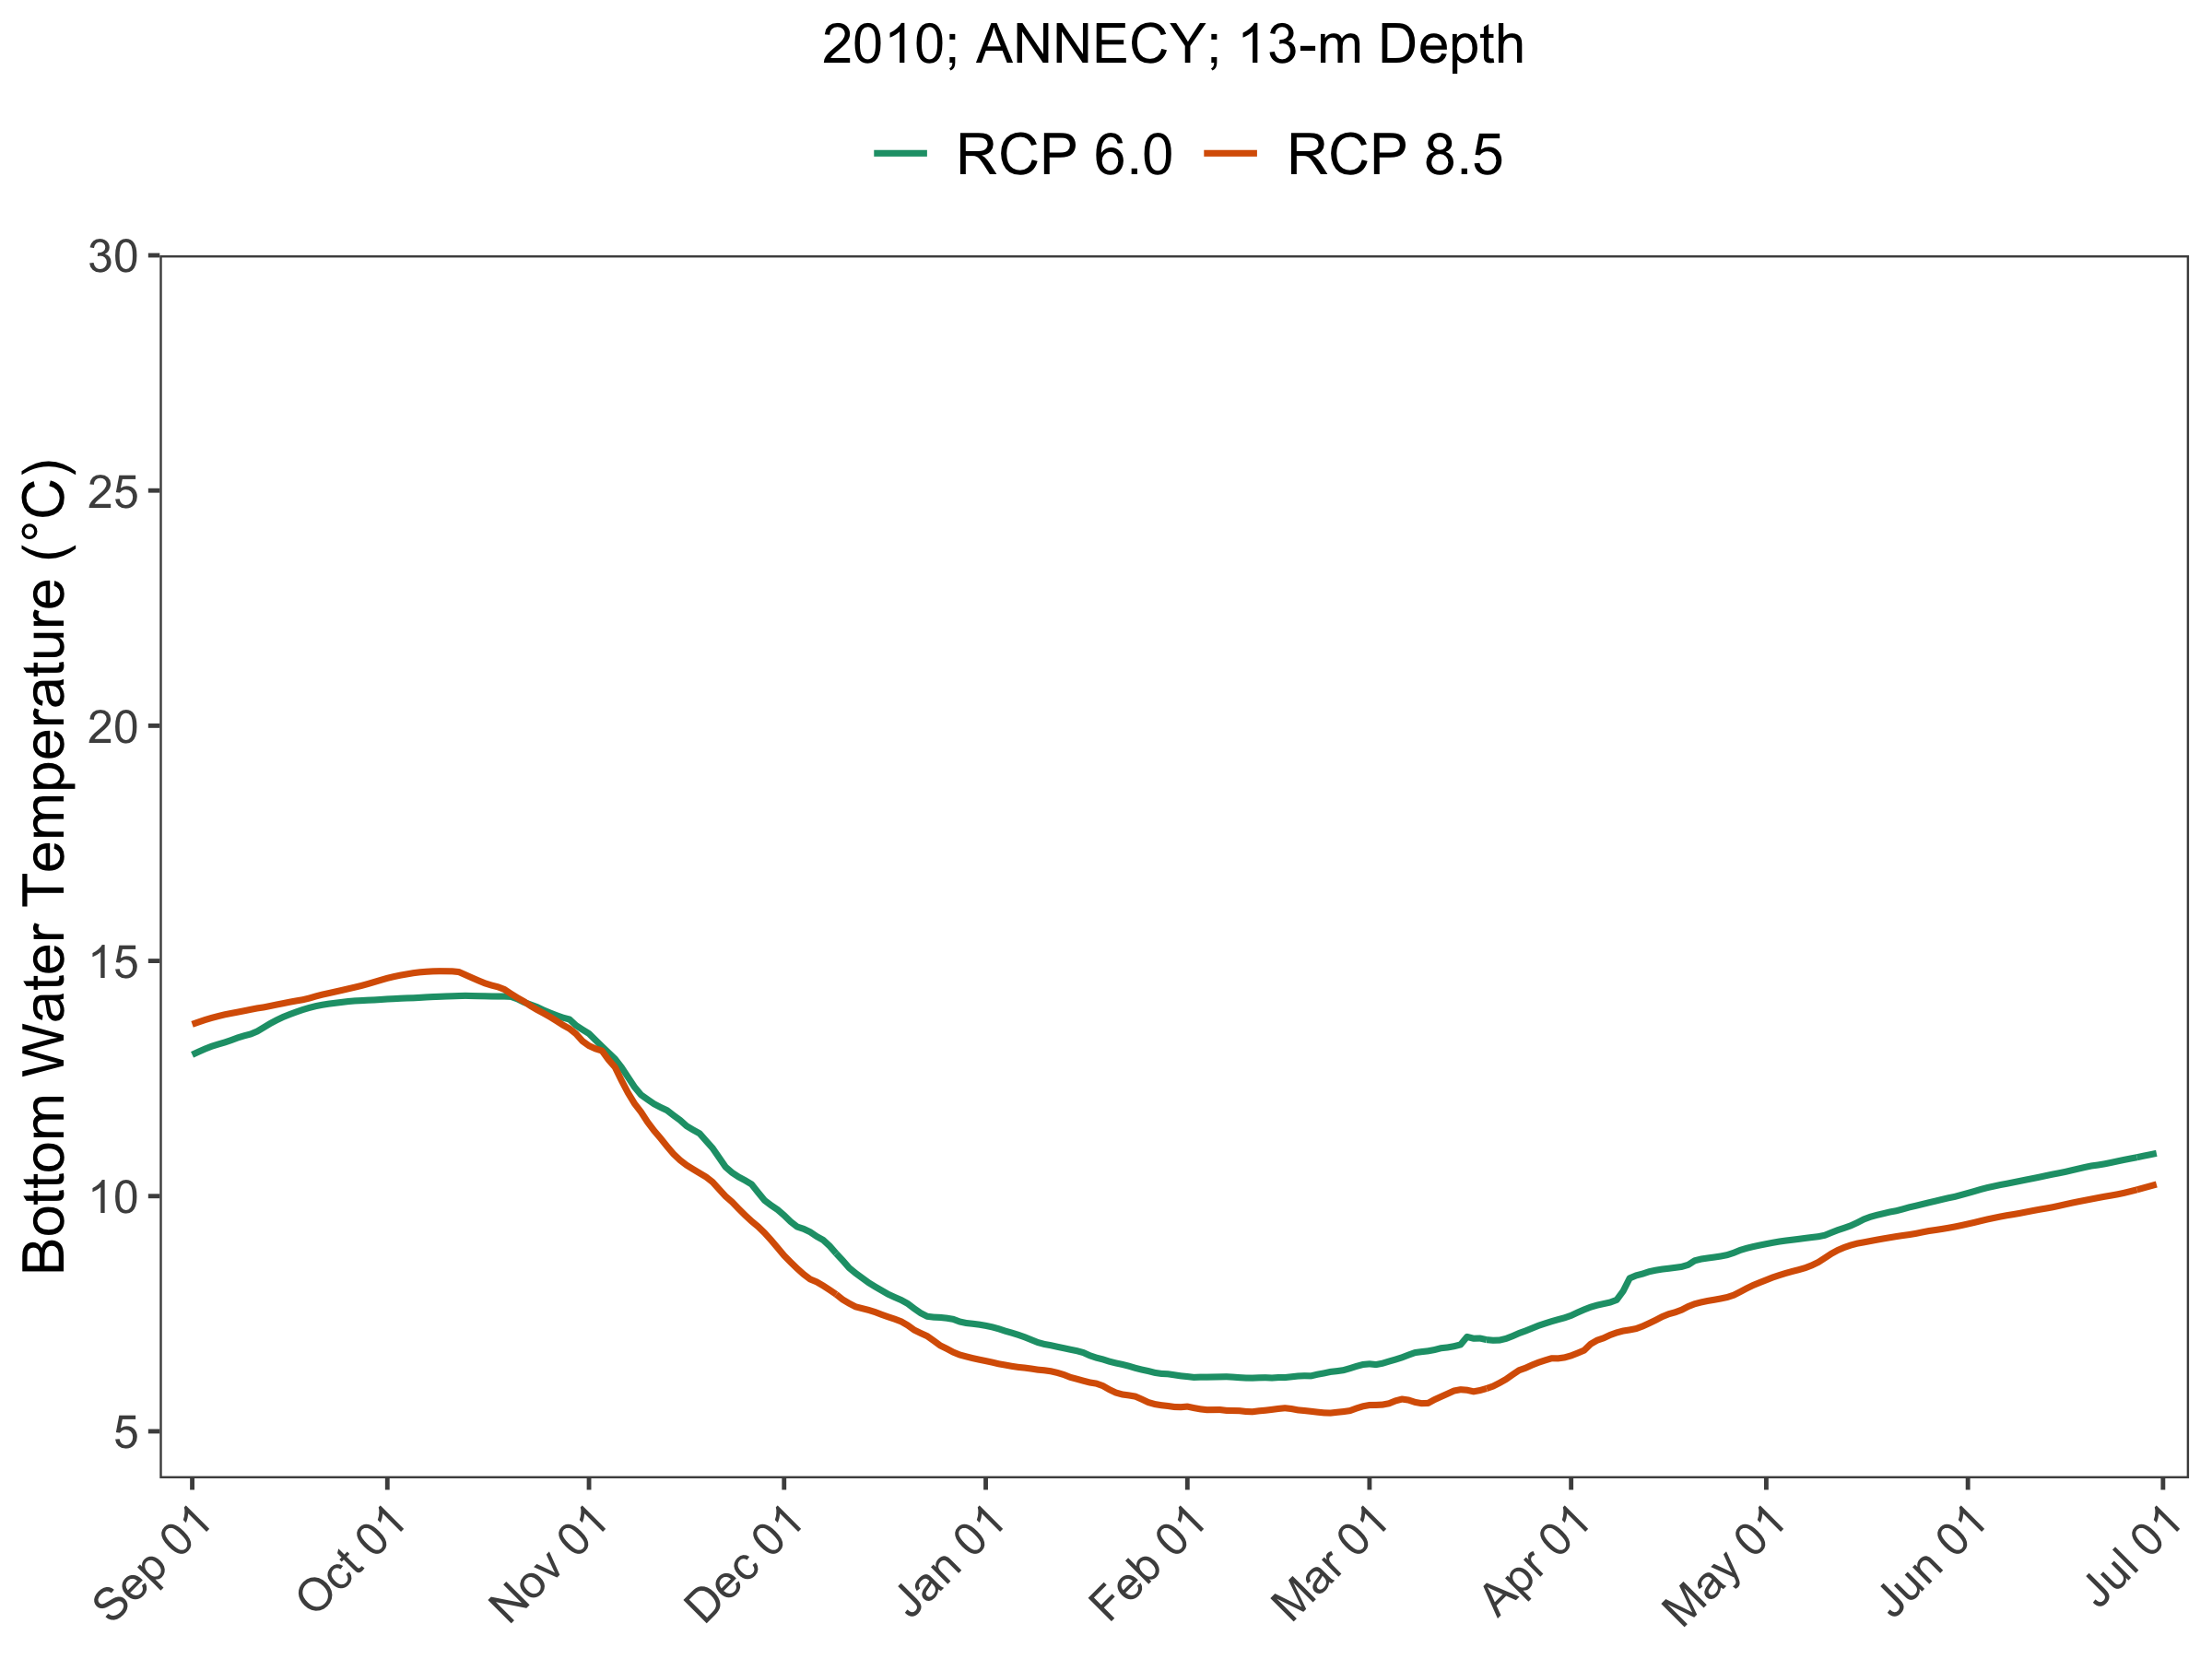 2010; ANNECY; 13-m Depth
RCP 6.0 RCP 8.5
30
25
20
15
10
5
Bottom Water Temperature (°C)
Sep 01 Oct 01 Nov 01 Dec 01 Jan 01 Feb 01 Mar 01 Apr 01 May 01 Jun 01 Jul 01